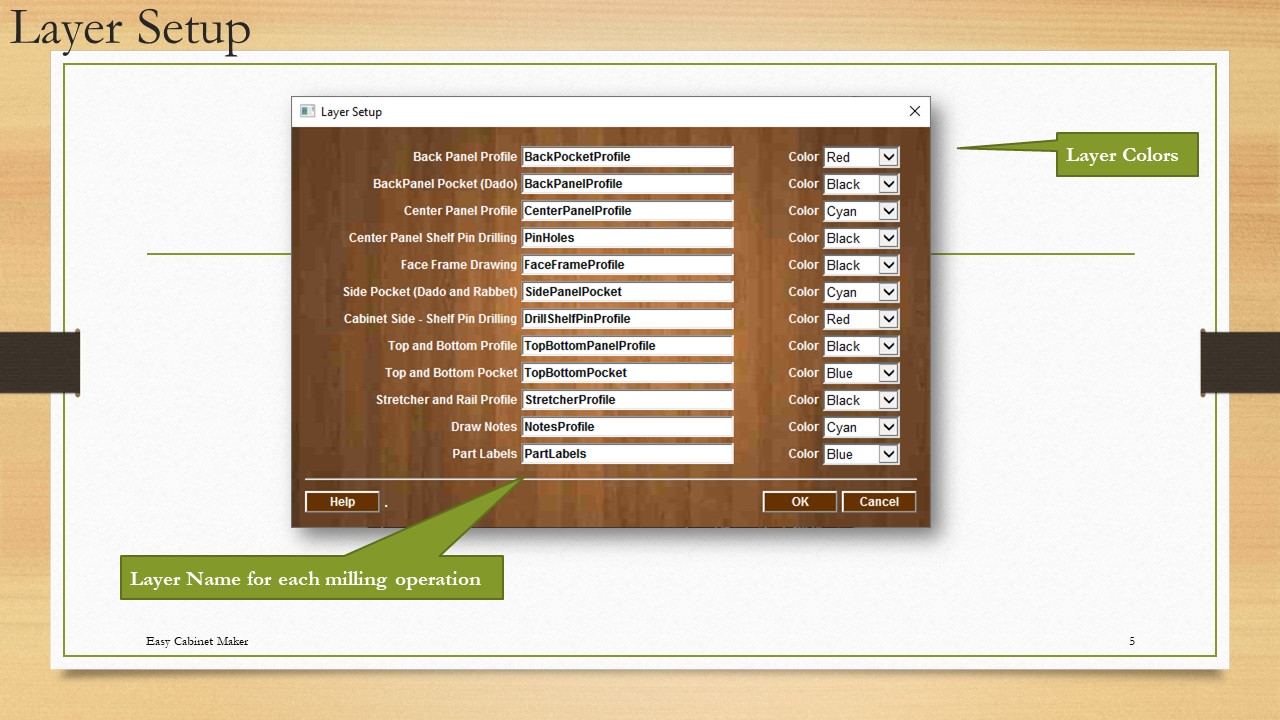 Layer Setup
Layer Setup
Back Panel Profile BackPocketProfile Color Red
BackPanel Pocket (Dado) BackPanelProfile Color Black
Center Panel Profile CenterPanelProfile Color Cyan
Center Panel Shelf Pin Drilling PinHoles Color Black
Face Frame Drawing FaceFrameProfile Color Black
Side Pocket (Dado and Rabbet) SidePanelPocket Color Cyan
Cabinet Side - Shelf Pin Drilling DrillShelfPinProfile Color Red
Top and Bottom Profile TopBottomPanelProfile Color Black
Top and Bottom Pocket TopBottomPocket Color Blue
Stretcher and Rail Profile StretcherProfile Color Black
Draw Notes NotesProfile Color Cyan
Part Labels PartLabels Color Blue
Help . OK Cancel
Layer Colors
Layer Name for each milling operation
Easy Cabinet Maker 5